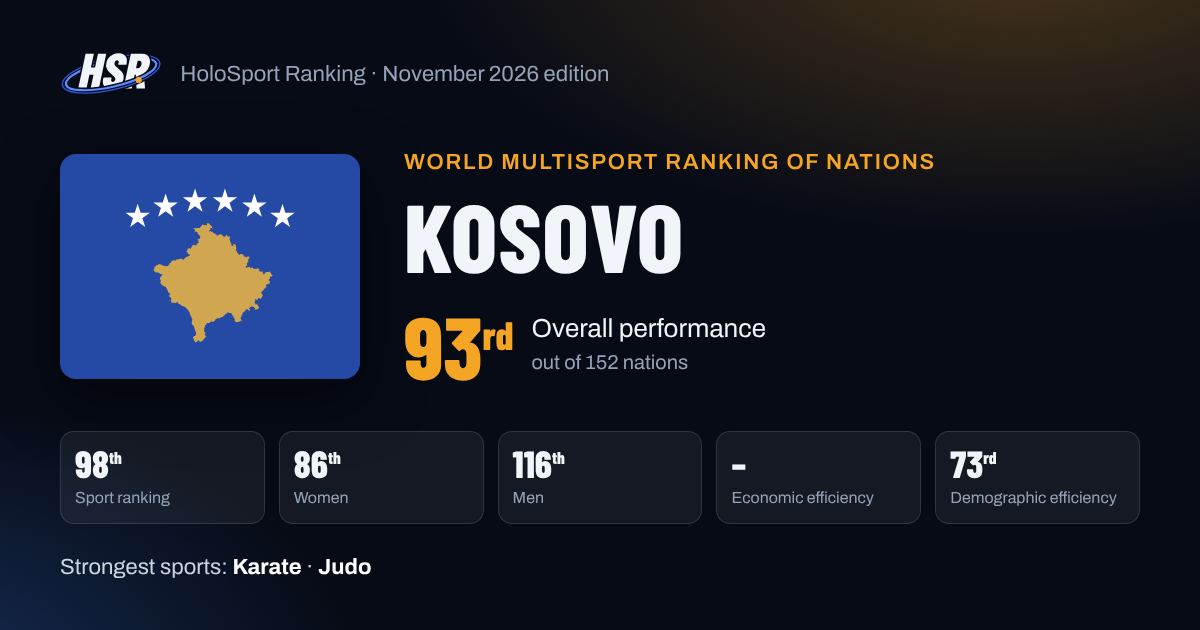 HSR HoloSport Ranking · November 2026 edition
WORLD MULTISPORT RANKING OF NATIONS
KOSOVO
93rd Overall performance
out of 152 nations
98th
Sport ranking
86th
Women
116th
Men
–
Economic efficiency
73rd
Demographic efficiency
Strongest sports: Karate · Judo